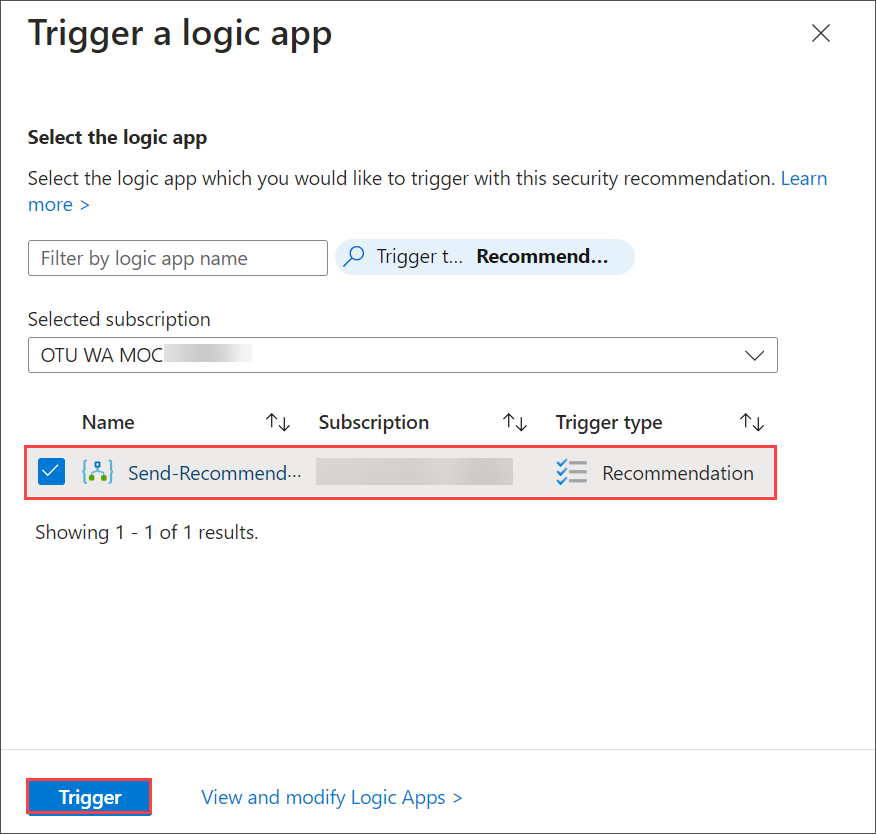 Trigger a logic app
Select the logic app
Select the logic app which you would like to trigger with this security recommendation. Learn
more >
Filter by logic app name
Trigger t... Recommend...
Selected subscription
OTU WA MOC
Name Subscription Trigger type
Send-Recommend... Recommendation
Showing 1 - 1 of 1 results.
Trigger View and modify Logic Apps >